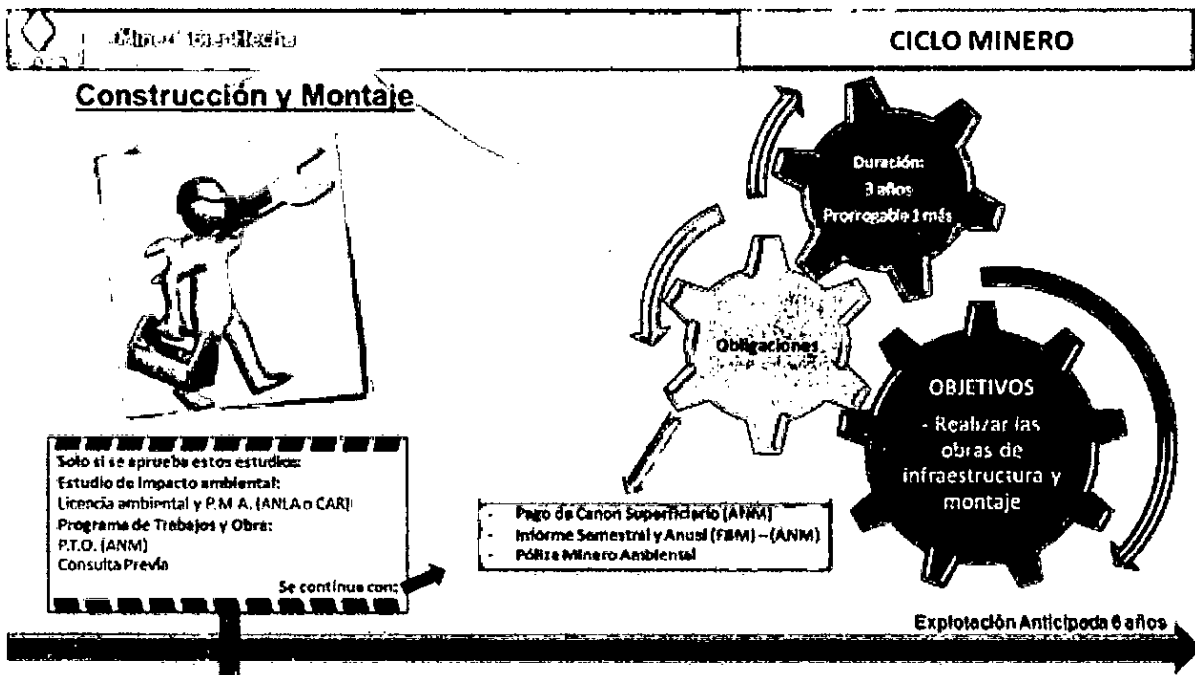 Minería Bien Hecha
CICLO MINERO
Construcción y Montaje
Duración:
3 años
Prorrogable 1 más
Obligaciones
OBJETIVOS
- Realizar las
obras de
infraestructura y
montaje
Solo si se aprueba estos estudios:
Estudio de Impacto ambiental:
Licencia ambiental y P.M.A. (ANLA o CAR)
Programa de Trabajos y Obra:
P.T.O. (ANM)
Consulta Previa
Se continua con:
- Pago de Canon Superficiario (ANM)
- Informe Semestral y Anual (FBM) – (ANM)
- Póliza Minero Ambiental
Explotación Anticipada 6 años